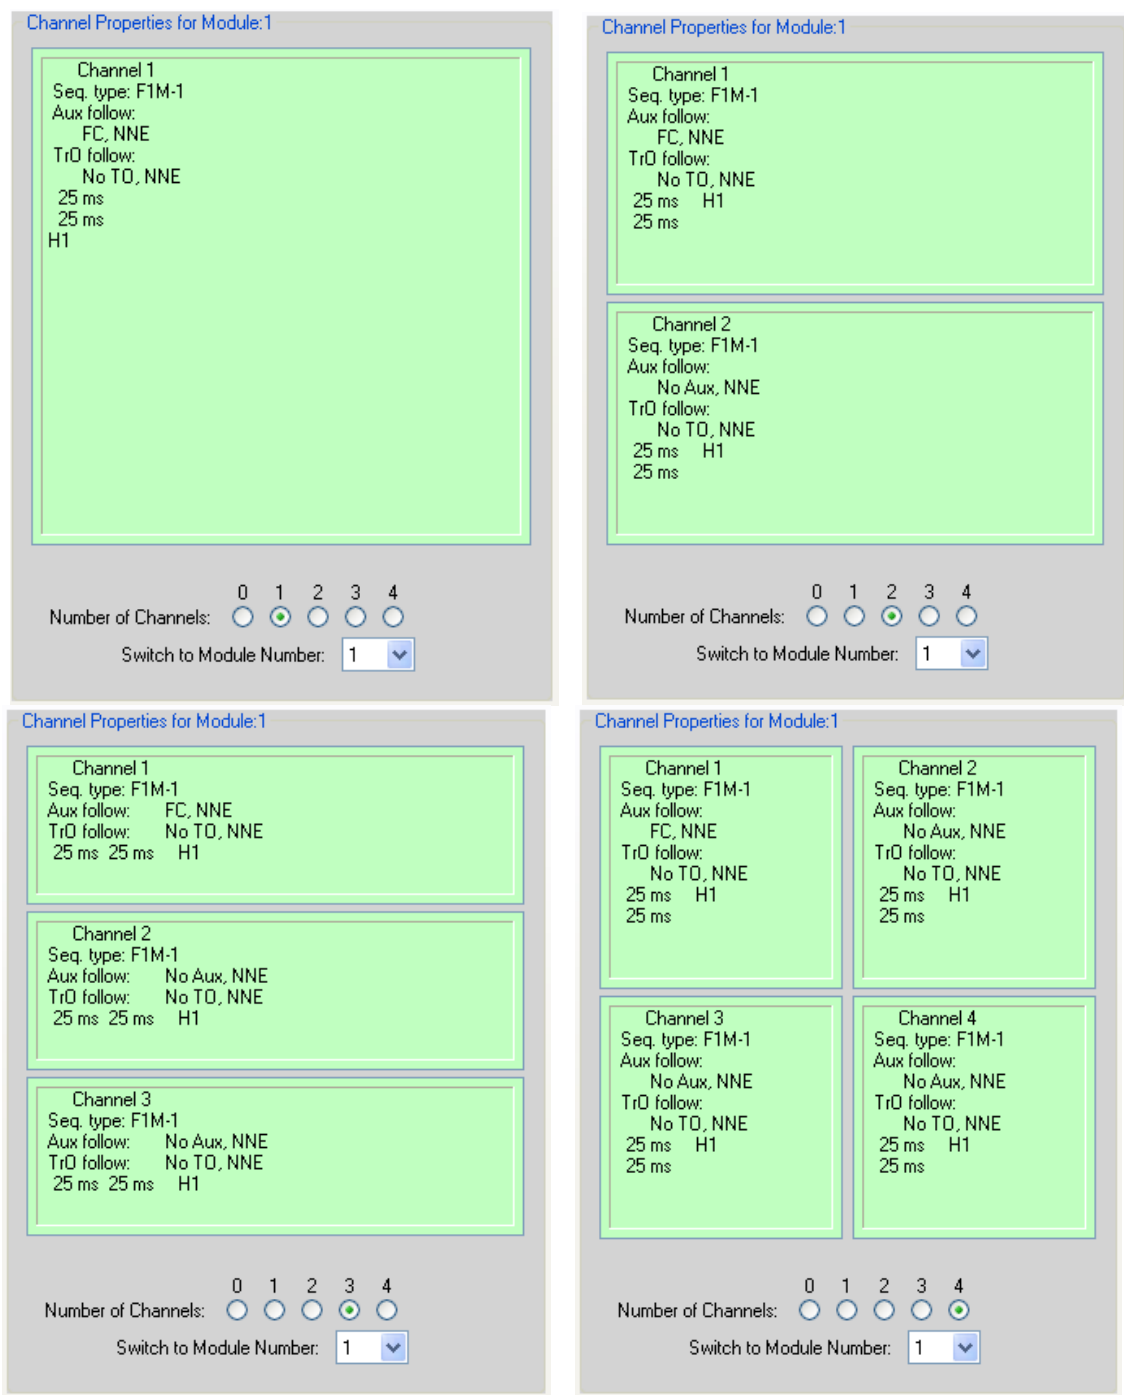 Channel Properties for Module:1
Channel 1
Seq. type: F1M-1
Aux follow:
FC, NNE
TrO follow:
No TO, NNE
25 ms
25 ms
H1
0 1 2 3 4
Number of Channels:
Switch to Module Number: 1
Channel Properties for Module:1
Channel 1
Seq. type: F1M-1
Aux follow:
FC, NNE
TrO follow:
No TO, NNE
25 ms H1
25 ms
Channel 2
Seq. type: F1M-1
Aux follow:
No Aux, NNE
TrO follow:
No TO, NNE
25 ms H1
25 ms
0 1 2 3 4
Number of Channels:
Switch to Module Number: 1
Channel Properties for Module:1
Channel 1
Seq. type: F1M-1
Aux follow: FC, NNE
TrO follow: No TO, NNE
25 ms 25 ms H1
Channel 2
Seq. type: F1M-1
Aux follow: No Aux, NNE
TrO follow: No TO, NNE
25 ms 25 ms H1
Channel 3
Seq. type: F1M-1
Aux follow: No Aux, NNE
TrO follow: No TO, NNE
25 ms 25 ms H1
0 1 2 3 4
Number of Channels:
Switch to Module Number: 1
Channel Properties for Module:1
Channel 1
Seq. type: F1M-1
Aux follow:
FC, NNE
TrO follow:
No TO, NNE
25 ms H1
25 ms
Channel 2
Seq. type: F1M-1
Aux follow:
No Aux, NNE
TrO follow:
No TO, NNE
25 ms H1
25 ms
Channel 3
Seq. type: F1M-1
Aux follow:
No Aux, NNE
TrO follow:
No TO, NNE
25 ms H1
25 ms
Channel 4
Seq. type: F1M-1
Aux follow:
No Aux, NNE
TrO follow:
No TO, NNE
25 ms H1
25 ms
0 1 2 3 4
Number of Channels:
Switch to Module Number: 1